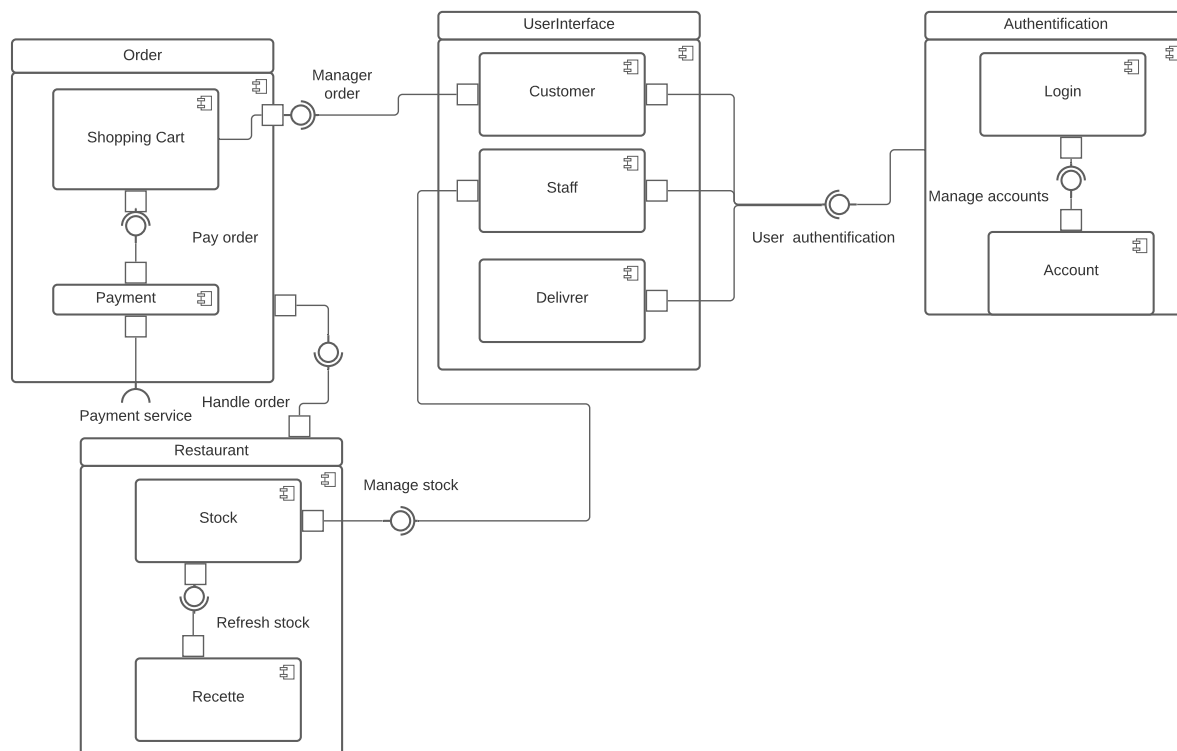 UserInterface
Authentification
Order
Manager
order
Customer
Login
Shopping Cart
Staff
Manage accounts
Pay order
User  authentification
Account
Payment
Delivrer
Handle order
Payment service
Restaurant
Manage stock
Stock
Refresh stock
Recette